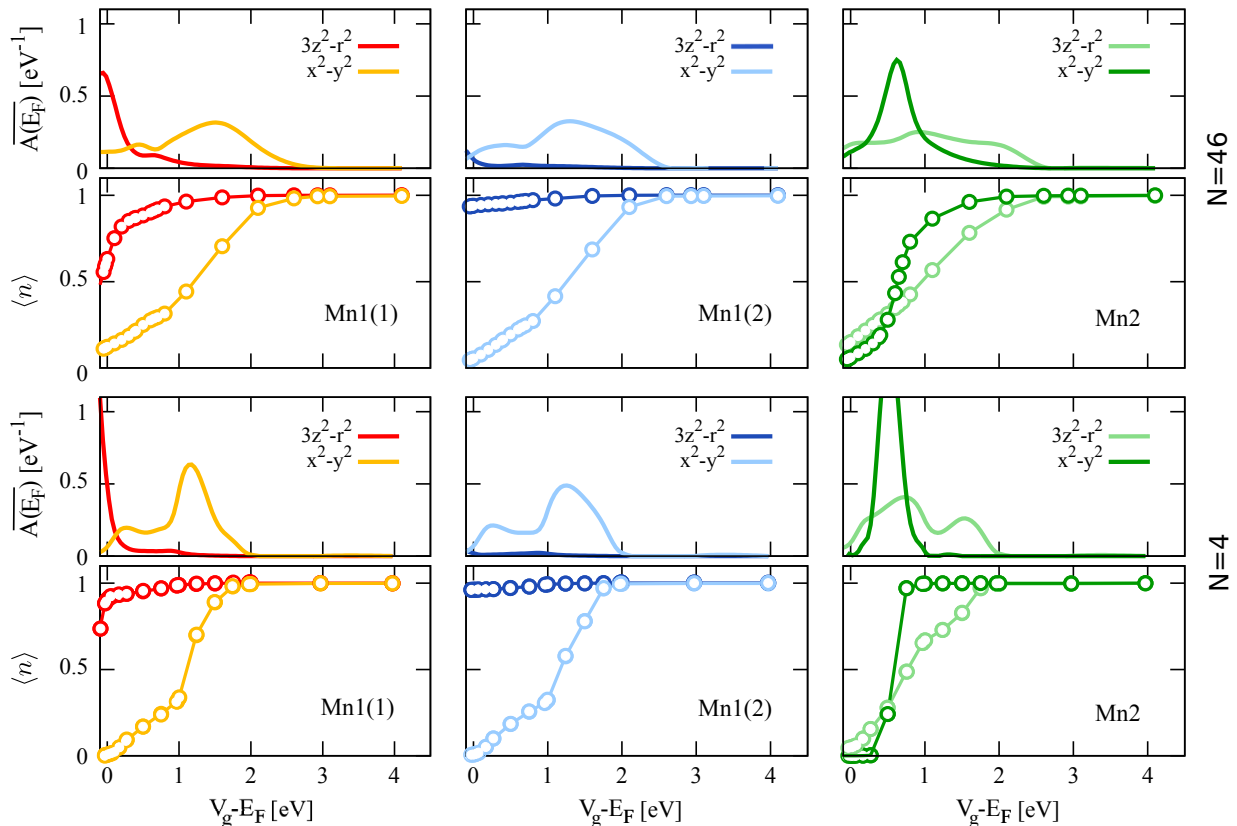 1
0.5
0
A(E_F) [eV⁻¹]
3z²-r²
x²-y²
3z²-r²
x²-y²
3z²-r²
x²-y²
N=46
1
0.5
0
⟨n⟩
Mn1(1)
Mn1(2)
Mn2
1
0.5
0
A(E_F) [eV⁻¹]
3z²-r²
x²-y²
3z²-r²
x²-y²
3z²-r²
x²-y²
N=4
1
0.5
0
⟨n⟩
Mn1(1)
Mn1(2)
Mn2
0 1 2 3 4
0 1 2 3 4
0 1 2 3 4
V_g-E_F [eV]
V_g-E_F [eV]
V_g-E_F [eV]